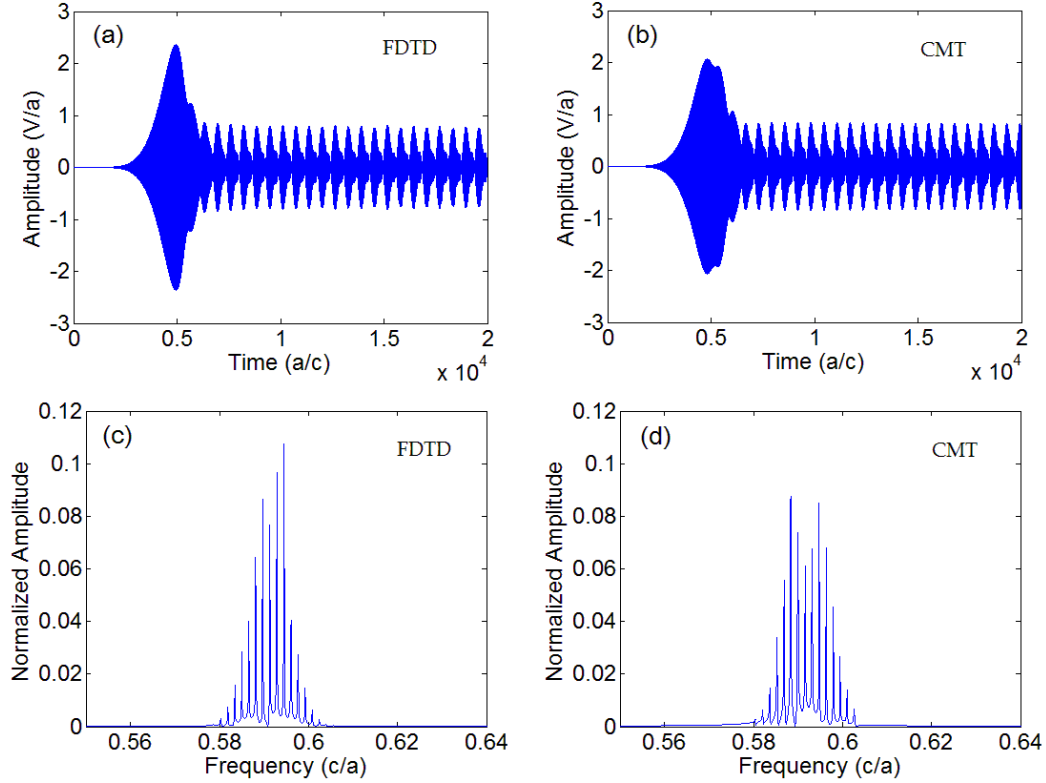 (a)
FDTD
Amplitude (V/a)
3
2
1
0
-1
-2
-3
0
0.5
1
1.5
2
Time (a/c)
x 10^4
(b)
CMT
Amplitude (V/a)
3
2
1
0
-1
-2
-3
0
0.5
1
1.5
2
Time (a/c)
x 10^4
(c)
FDTD
Normalized Amplitude
0.12
0.1
0.08
0.06
0.04
0.02
0
0.56
0.58
0.6
0.62
0.64
Frequency (c/a)
(d)
CMT
Normalized Amplitude
0.12
0.1
0.08
0.06
0.04
0.02
0
0.56
0.58
0.6
0.62
0.64
Frequency (c/a)